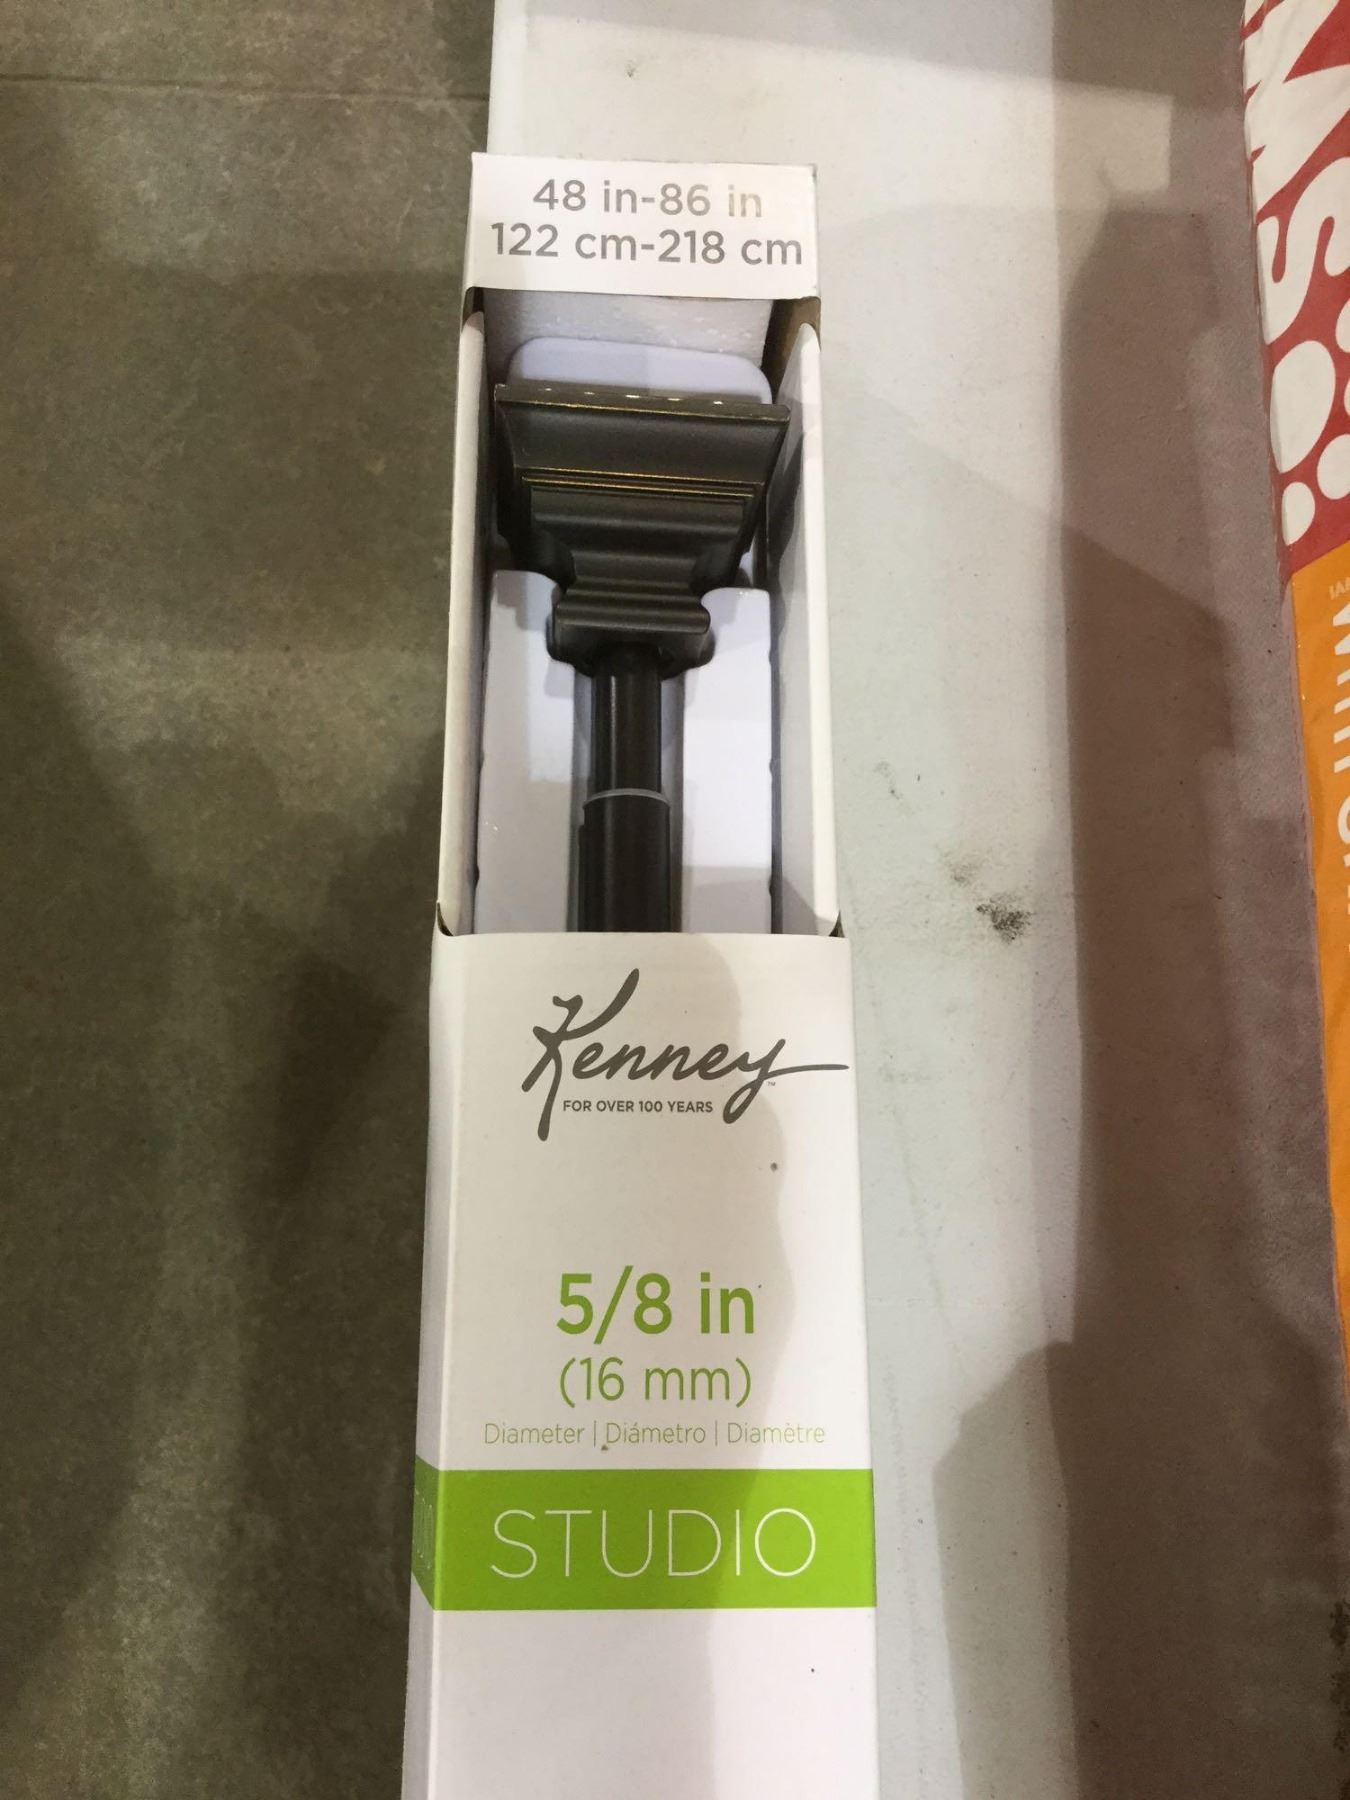 48 in-86 in
122 cm-218 cm
Kenney™
FOR OVER 100 YEARS
5/8 in
(16 mm)
Diameter | Diámetro | Diamètre
STUDIO